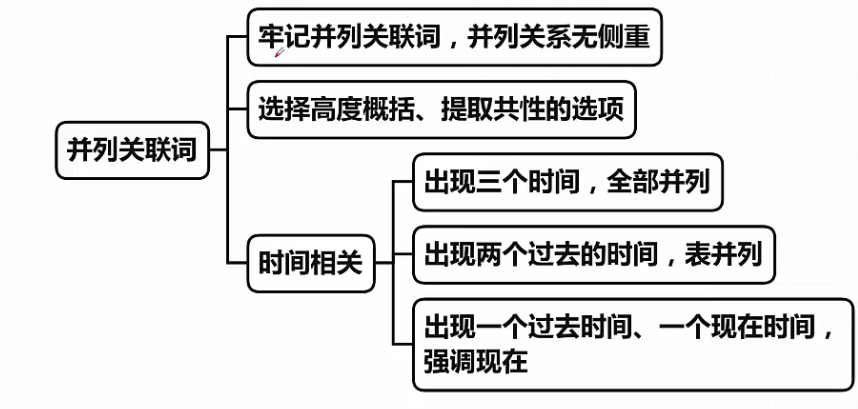 牢记并列关联词，并列关系无侧重
选择高度概括、提取共性的选项
并列关联词
出现三个时间，全部并列
时间相关
出现两个过去的时间，表并列
出现一个过去时间、一个现在时间，
强调现在